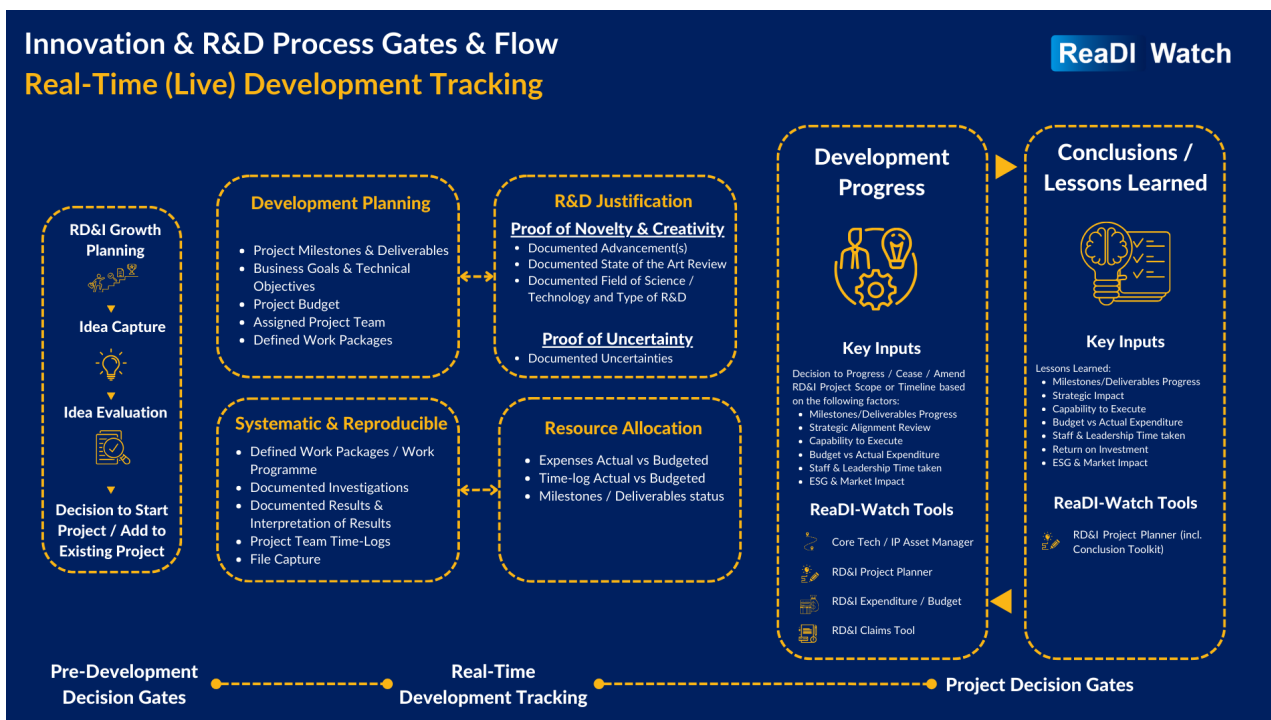 Innovation & R&D Process Gates & Flow
Real-Time (Live) Development Tracking
ReaDI Watch
RD&I Growth
Planning
Idea Capture
Idea Evaluation
Decision to Start
Project / Add to
Existing Project
Development Planning
• Project Milestones & Deliverables
• Business Goals & Technical
Objectives
• Project Budget
• Assigned Project Team
• Defined Work Packages
R&D Justification
Proof of Novelty & Creativity
• Documented Advancement(s)
• Documented State of the Art Review
• Documented Field of Science /
Technology and Type of R&D
Proof of Uncertainty
• Documented Uncertainties
Systematic & Reproducible
• Defined Work Packages / Work
Programme
• Documented Investigations
• Documented Results &
Interpretation of Results
• Project Team Time-Logs
• File Capture
Resource Allocation
• Expenses Actual vs Budgeted
• Time-log Actual vs Budgeted
• Milestones / Deliverables status
Development
Progress
Key Inputs
Decision to Progress / Cease / Amend
RD&I Project Scope or Timeline based
on the following factors:
• Milestones/Deliverables Progress
• Strategic Alignment Review
• Capability to Execute
• Budget vs Actual Expenditure
• Staff & Leadership Time taken
• ESG & Market Impact
ReaDI-Watch Tools
Core Tech / IP Asset Manager
RD&I Project Planner
RD&I Expenditure / Budget
RD&I Claims Tool
Conclusions /
Lessons Learned
Key Inputs
Lessons Learned:
• Milestones/Deliverables Progress
• Strategic Impact
• Capability to Execute
• Budget vs Actual Expenditure
• Staff & Leadership Time taken
• Return on Investment
• ESG & Market Impact
ReaDI-Watch Tools
RD&I Project Planner (incl.
Conclusion Toolkit)
Pre-Development
Decision Gates
Real-Time
Development Tracking
Project Decision Gates